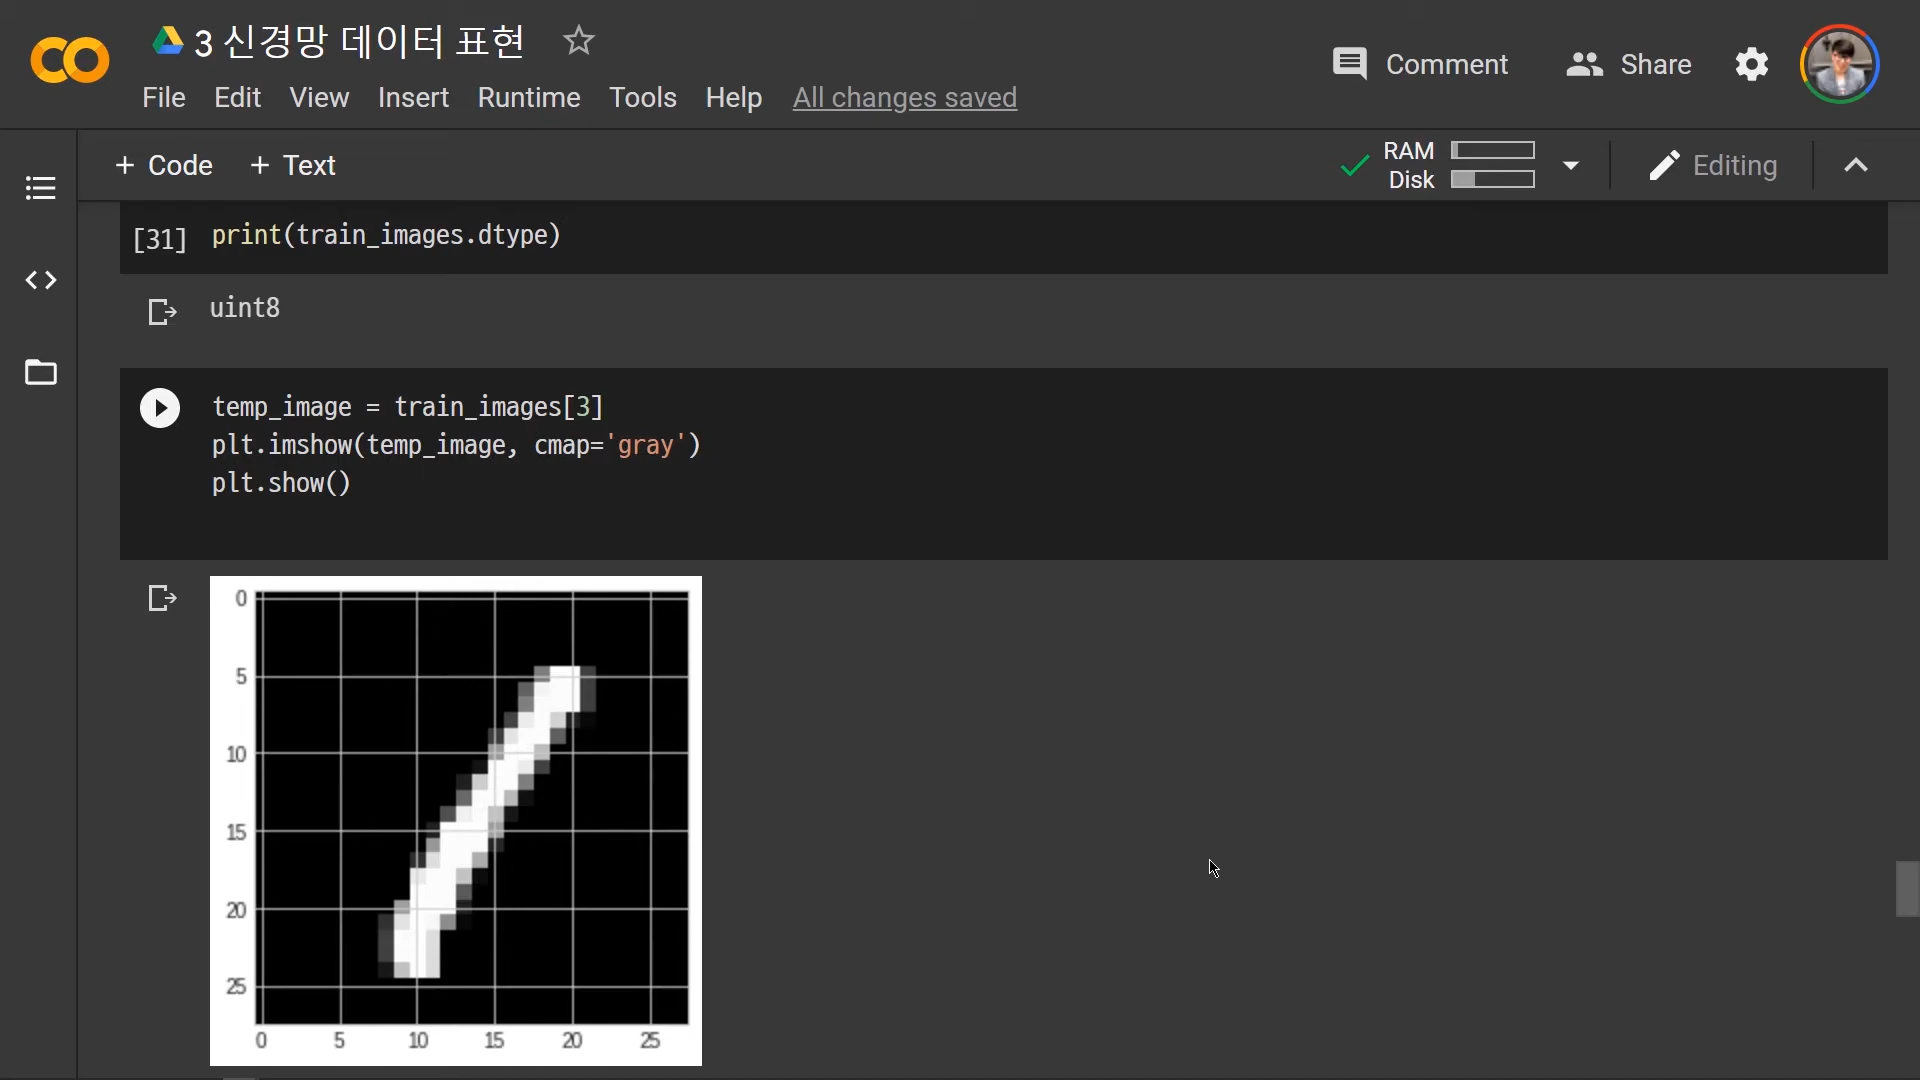 3 신경망 데이터 표현
File Edit View Insert Runtime Tools Help All changes saved
Comment Share
+ Code + Text
RAM
Disk
Editing
[31] print(train_images.dtype)
uint8
temp_image = train_images[3]
plt.imshow(temp_image, cmap='gray')
plt.show()
0
5
10
15
20
25
0 5 10 15 20 25